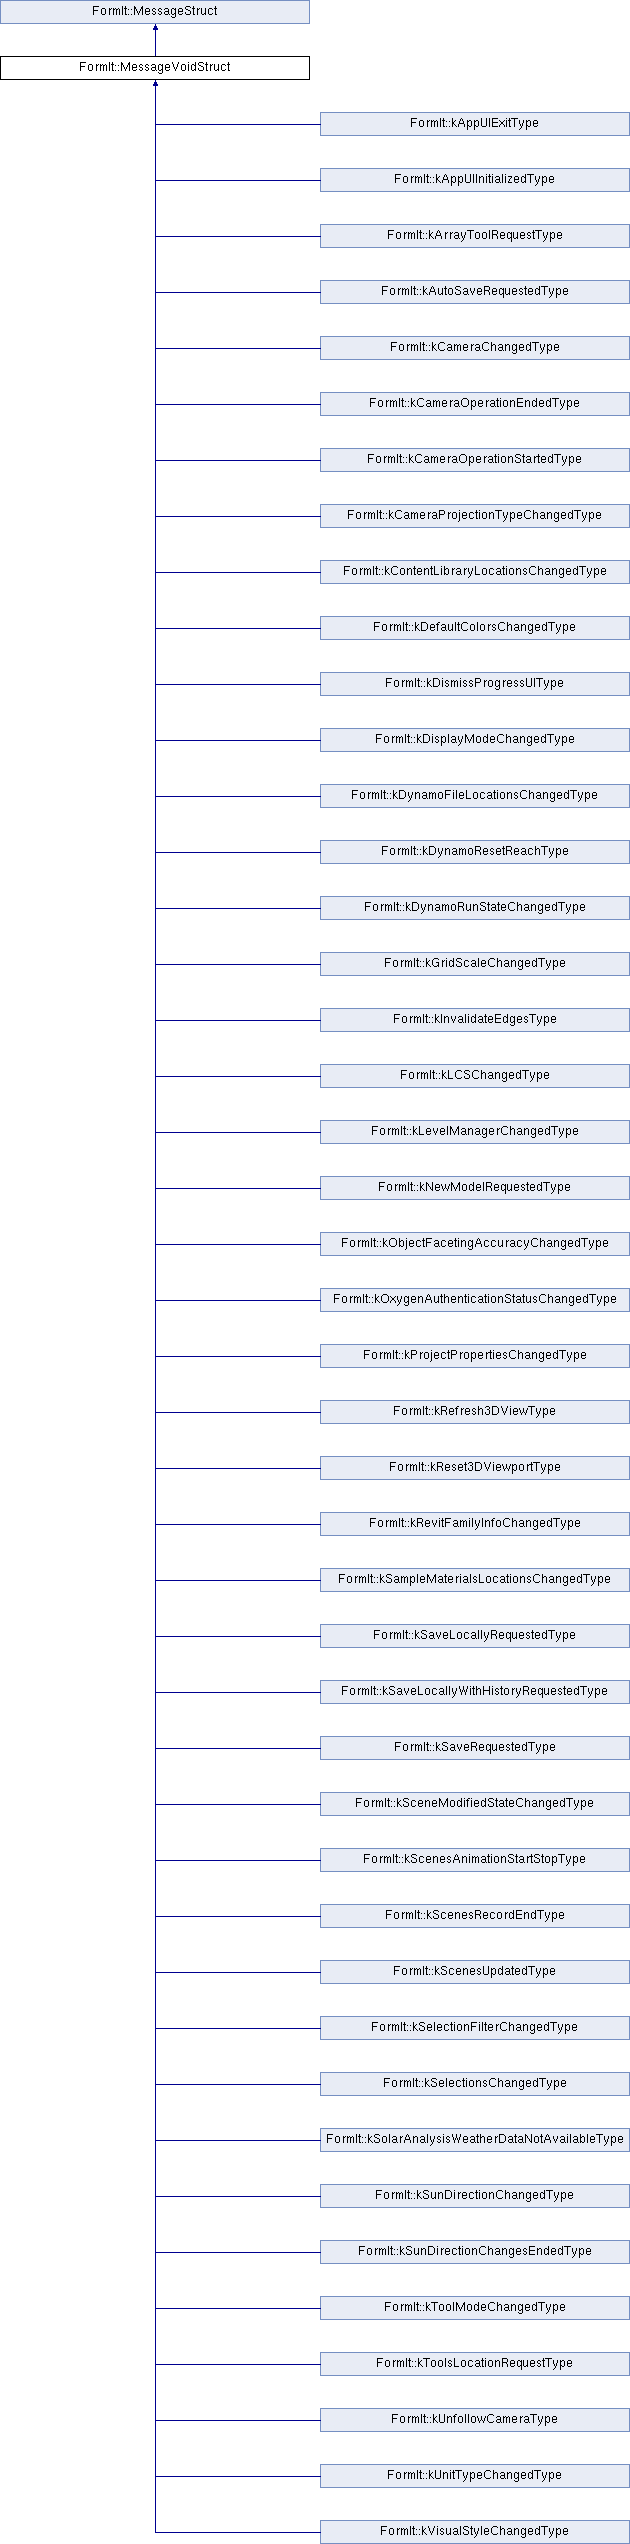 FormIt::MessageStruct
FormIt::MessageVoidStruct
FormIt::kAppUIExitType
FormIt::kAppUIInitializedType
FormIt::kArrayToolRequestType
FormIt::kAutoSaveRequestedType
FormIt::kCameraChangedType
FormIt::kCameraOperationEndedType
FormIt::kCameraOperationStartedType
FormIt::kCameraProjectionTypeChangedType
FormIt::kContentLibraryLocationsChangedType
FormIt::kDefaultColorsChangedType
FormIt::kDismissProgressUIType
FormIt::kDisplayModeChangedType
FormIt::kDynamoFileLocationsChangedType
FormIt::kDynamoResetReachType
FormIt::kDynamoRunStateChangedType
FormIt::kGridScaleChangedType
FormIt::kInvalidateEdgesType
FormIt::kLCSChangedType
FormIt::kLevelManagerChangedType
FormIt::kNewModelRequestedType
FormIt::kObjectFacetingAccuracyChangedType
FormIt::kOxygenAuthenticationStatusChangedType
FormIt::kProjectPropertiesChangedType
FormIt::kRefresh3DViewType
FormIt::kReset3DViewportType
FormIt::kRevitFamilyInfoChangedType
FormIt::kSampleMaterialsLocationsChangedType
FormIt::kSaveLocallyRequestedType
FormIt::kSaveLocallyWithHistoryRequestedType
FormIt::kSaveRequestedType
FormIt::kSceneModifiedStateChangedType
FormIt::kScenesAnimationStartStopType
FormIt::kScenesRecordEndType
FormIt::kScenesUpdatedType
FormIt::kSelectionFilterChangedType
FormIt::kSelectionsChangedType
FormIt::kSolarAnalysisWeatherDataNotAvailableType
FormIt::kSunDirectionChangedType
FormIt::kSunDirectionChangesEndedType
FormIt::kToolModeChangedType
FormIt::kToolsLocationRequestType
FormIt::kUnfollowCameraType
FormIt::kUnitTypeChangedType
FormIt::kVisualStyleChangedType